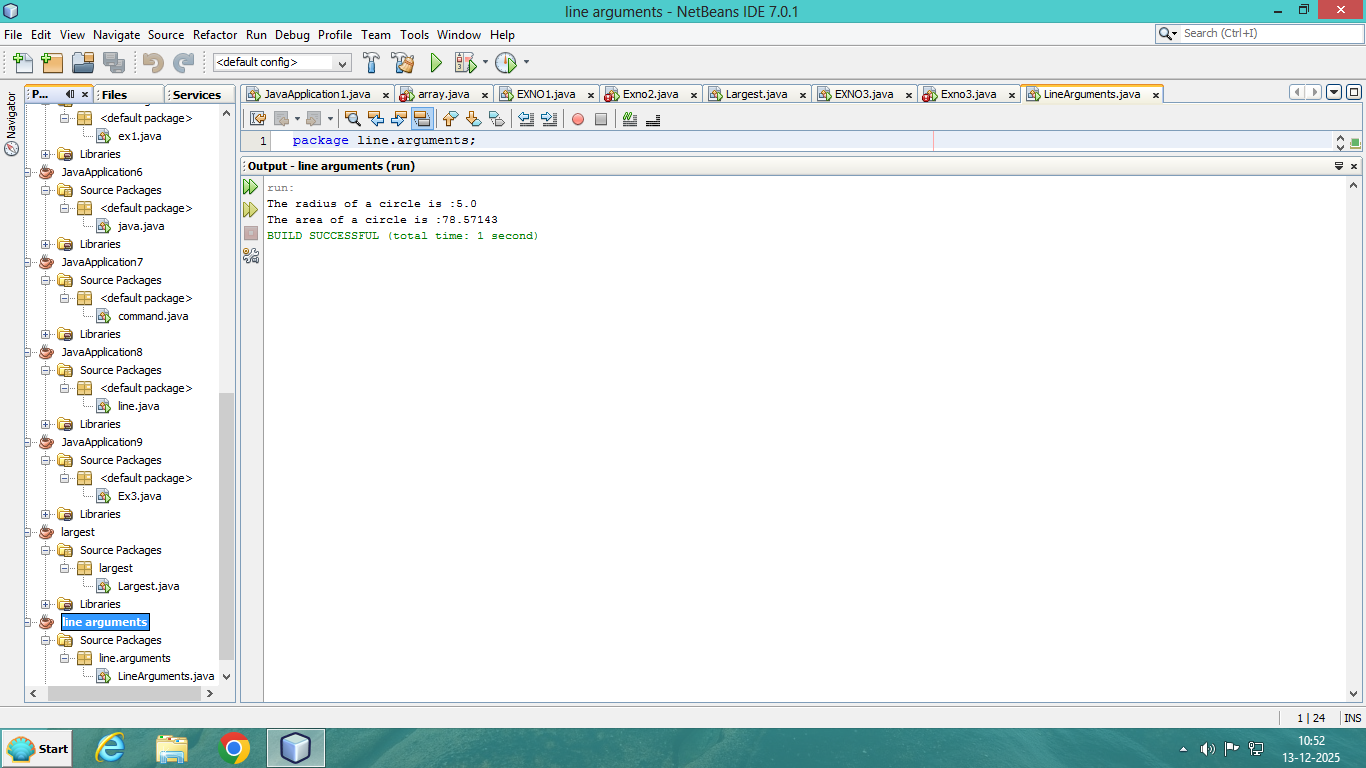 line arguments - NetBeans IDE 7.0.1
File Edit View Navigate Source Refactor Run Debug Profile Team Tools Window Help
Search (Ctrl+I)
<default config>
Navigator
P... Files Services
<default package>
ex1.java
Libraries
JavaApplication6
Source Packages
<default package>
java.java
Libraries
JavaApplication7
Source Packages
<default package>
command.java
Libraries
JavaApplication8
Source Packages
<default package>
line.java
Libraries
JavaApplication9
Source Packages
<default package>
Ex3.java
Libraries
largest
Source Packages
largest
Largest.java
Libraries
line arguments
Source Packages
line.arguments
LineArguments.java
JavaApplication1.java array.java EXNO1.java Exno2.java Largest.java EXNO3.java Exno3.java LineArguments.java
1 package line.arguments;
Output - line arguments (run)
run:
The radius of a circle is :5.0
The area of a circle is :78.57143
BUILD SUCCESSFUL (total time: 1 second)
1 | 24 INS
Start
10:52
13-12-2025